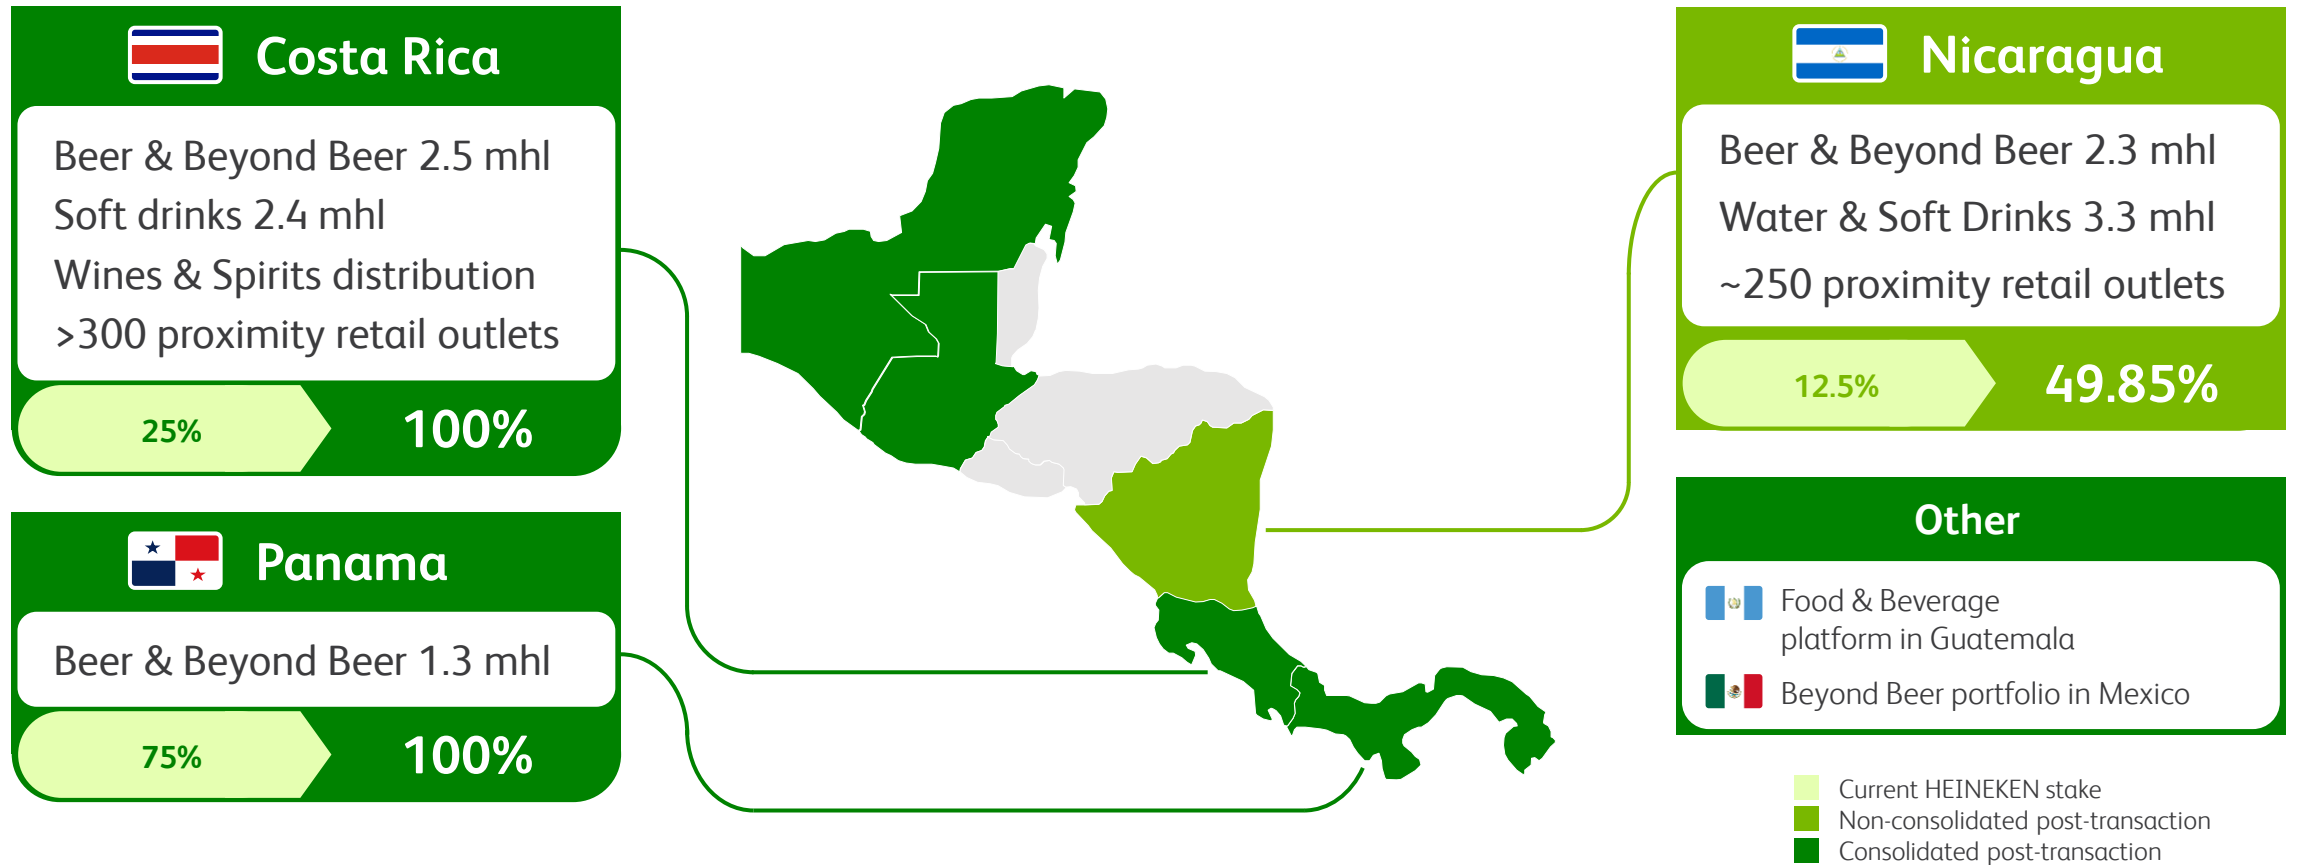 Costa Rica
Beer & Beyond Beer 2.5 mhl
Soft drinks 2.4 mhl
Wines & Spirits distribution
>300 proximity retail outlets
25%
100%
Panama
Beer & Beyond Beer 1.3 mhl
75%
100%
Nicaragua
Beer & Beyond Beer 2.3 mhl
Water & Soft Drinks 3.3 mhl
~250 proximity retail outlets
12.5%
49.85%
Other
Food & Beverage
platform in Guatemala
Beyond Beer portfolio in Mexico
Current HEINEKEN stake
Non-consolidated post-transaction
Consolidated post-transaction